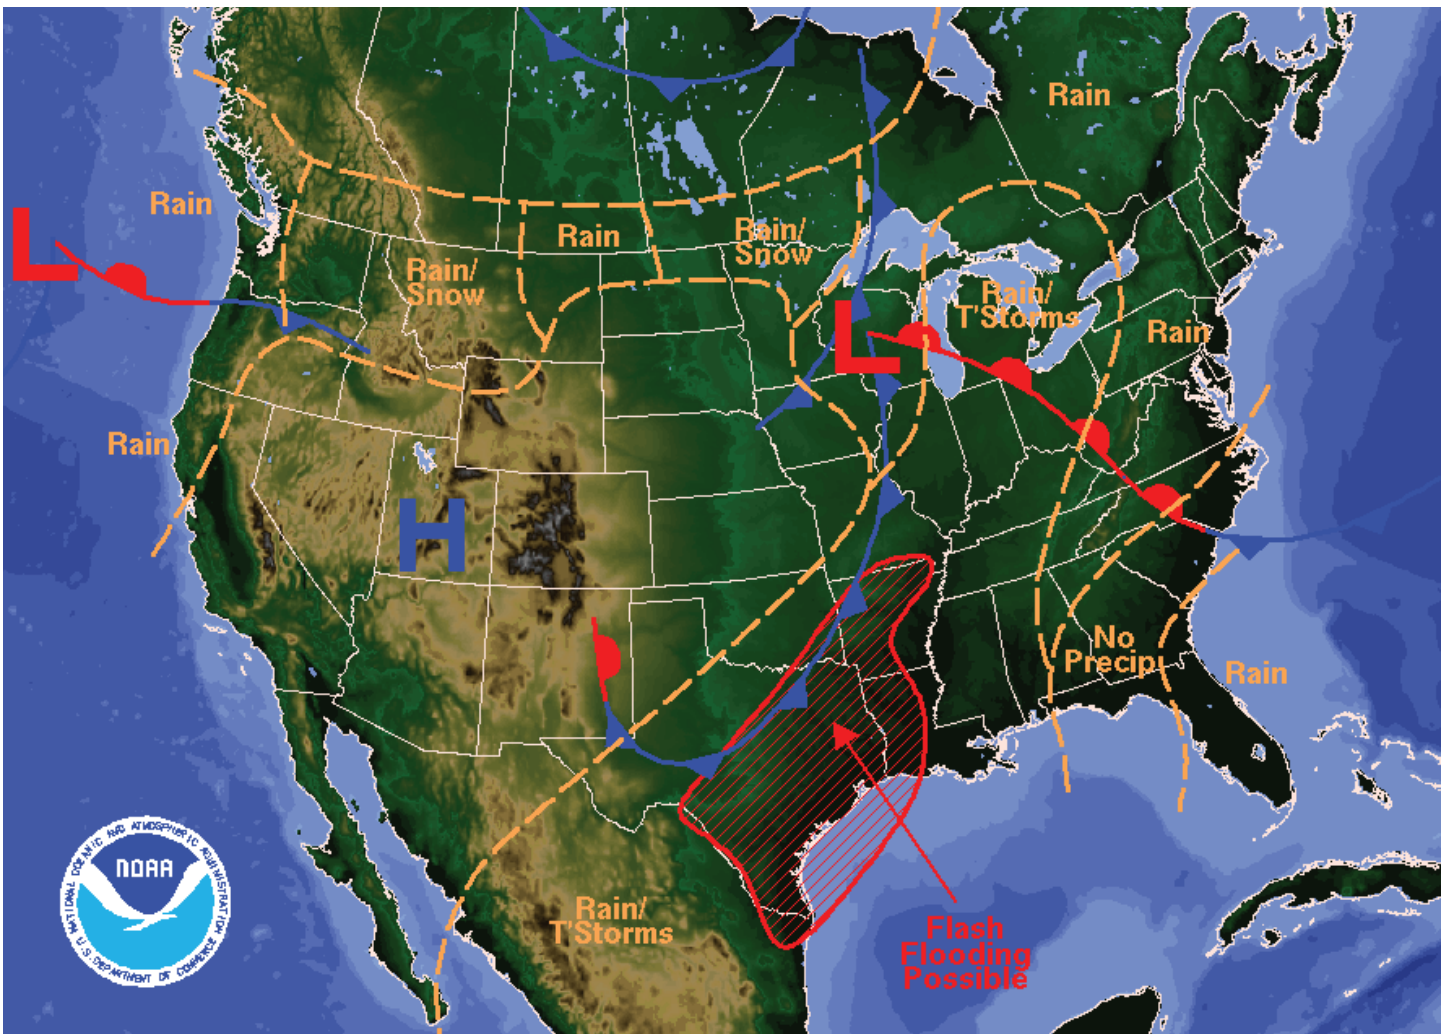 Rain
Rain
L
Rain
Rain/
Snow
Rain/
Snow
Rain/
T'Storms
L
Rain
Rain
H
No
Precip
Rain
NATIONAL OCEANIC AND ATMOSPHERIC ADMINISTRATION
NOAA
U.S. DEPARTMENT OF COMMERCE
Rain/
T'Storms
Flash
Flooding
Possible